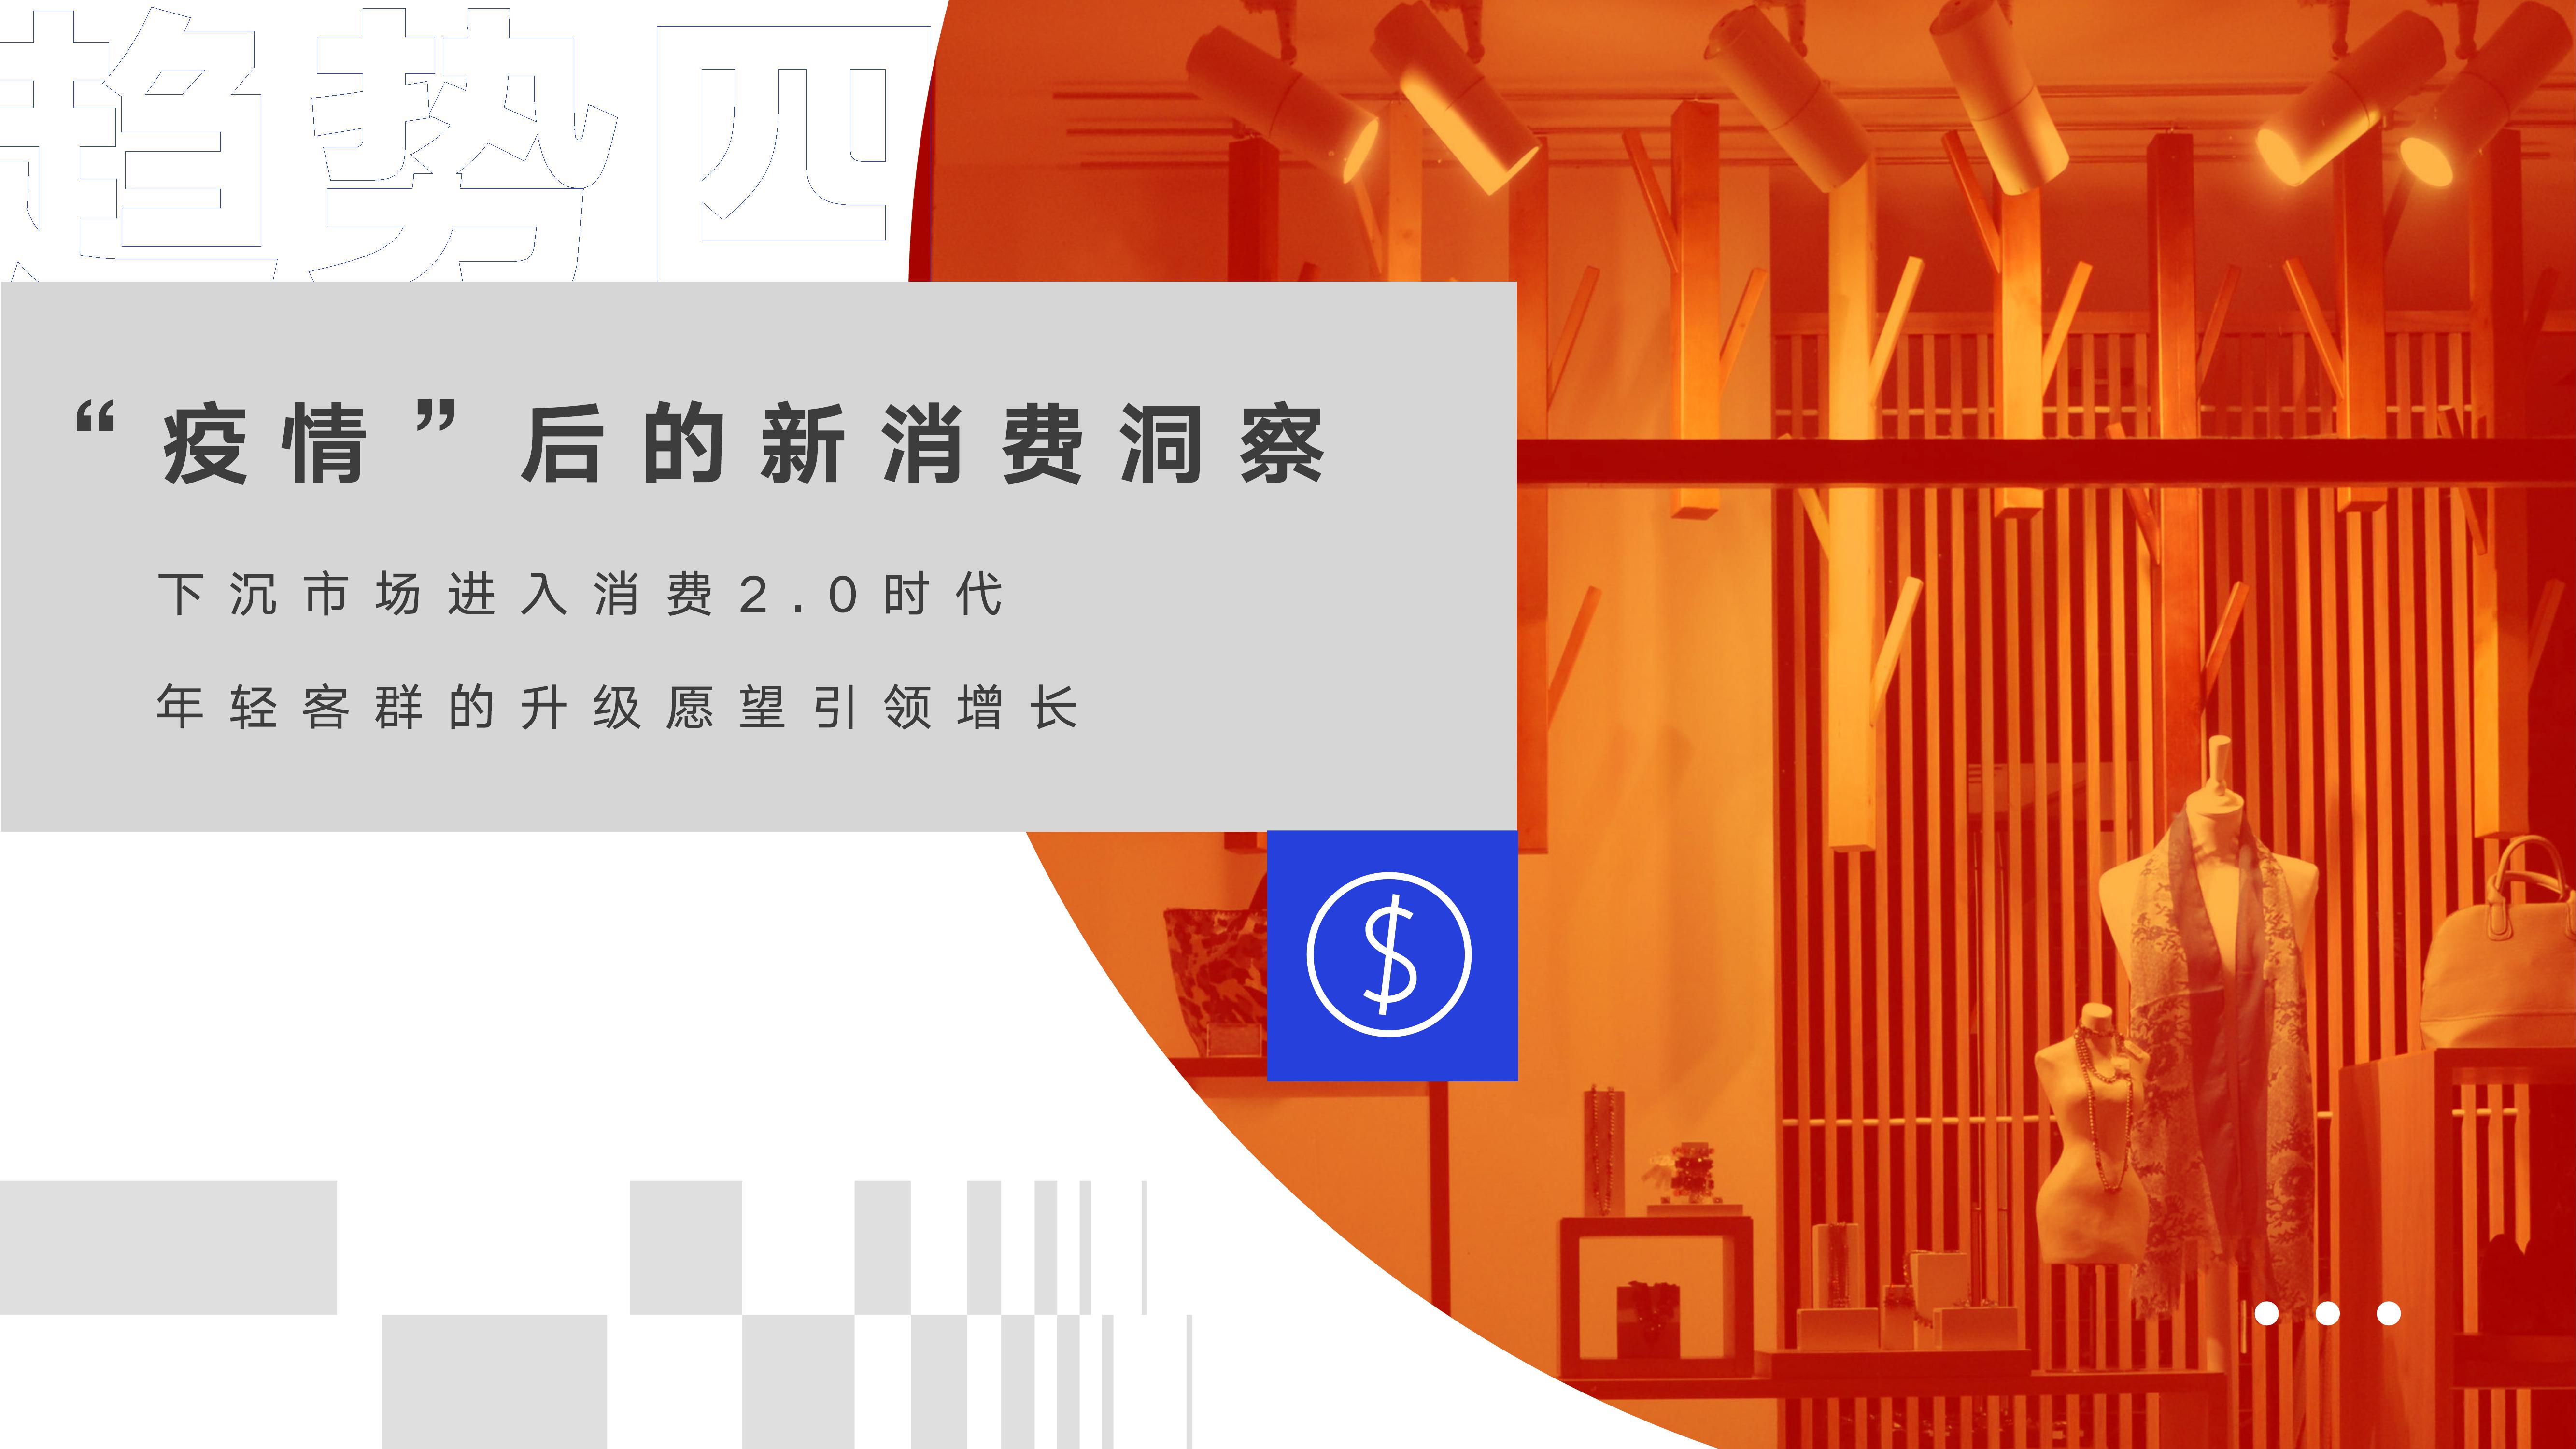 趋势四
“疫情”后的新消费洞察
下沉市场进入消费2.0时代
年轻客群的升级愿望引领增长